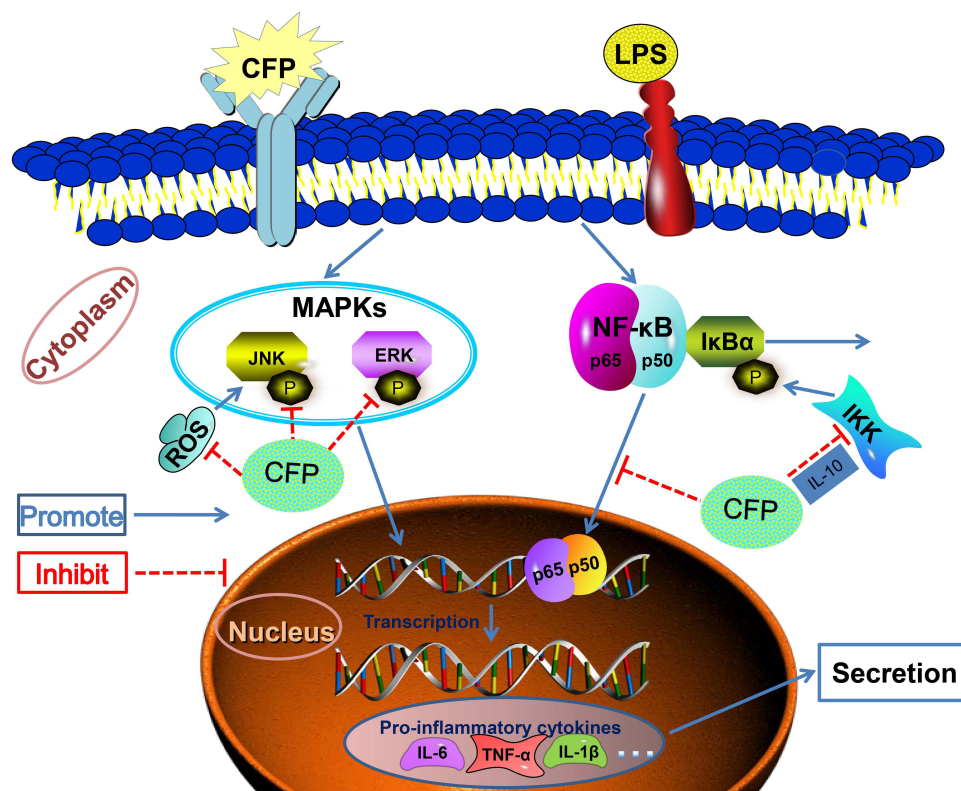 CFP
LPS
Cytoplasm
MAPKs
JNK
ERK
P
P
NF-κB
p65
p50
IκBα
P
IKK
IL-10
ROS
CFP
CFP
Promote
Inhibit
p65
p50
Transcription
Nucleus
Secretion
Pro-inflammatory cytokines
IL-6
TNF-α
IL-1β
...